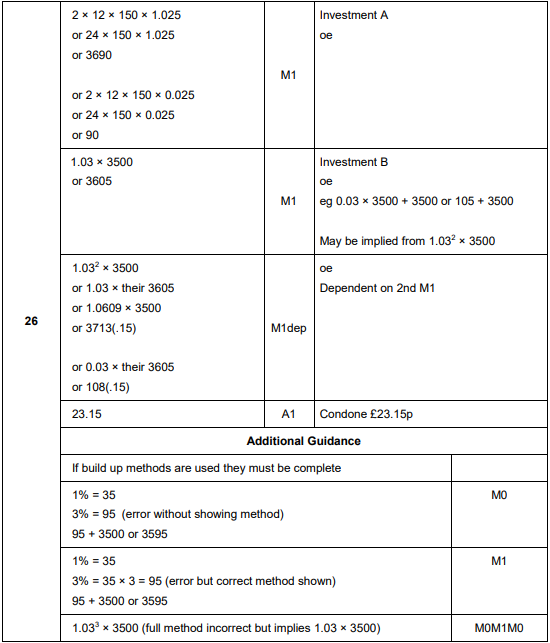 2 × 12 × 150 × 1.025
or 24 × 150 × 1.025
or 3690
or 2 × 12 × 150 × 0.025
or 24 × 150 × 0.025
or 90
M1
Investment A
oe
1.03 × 3500
or 3605
M1
Investment B
oe
eg 0.03 × 3500 + 3500 or 105 + 3500
May be implied from 1.03² × 3500
26
1.03² × 3500
or 1.03 × their 3605
or 1.0609 × 3500
or 3713(.15)
or 0.03 × their 3605
or 108(.15)
M1dep
oe
Dependent on 2nd M1
23.15
A1
Condone £23.15p
Additional Guidance
If build up methods are used they must be complete
1% = 35
3% = 95 (error without showing method)
95 + 3500 or 3595
M0
1% = 35
3% = 35 × 3 = 95 (error but correct method shown)
95 + 3500 or 3595
M1
1.03³ × 3500 (full method incorrect but implies 1.03 × 3500)
M0M1M0